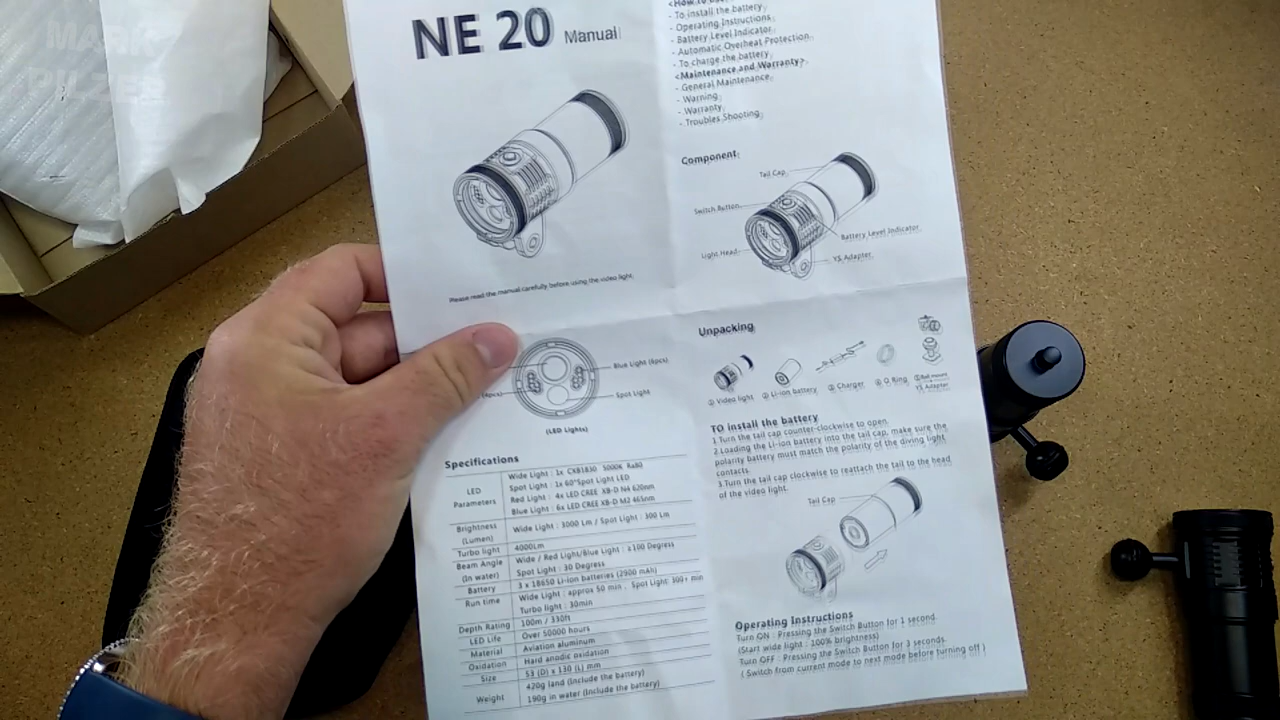 MARK
PILZER
NE 20 Manual
<How To use>
- To install the battery
- Operating Instructions
- Battery Level Indicator
- Automatic Overheat Protection
- To charge the battery
<Maintenance and Warranty>
- General Maintenance
- Warning
- Warranty
- Troubles Shooting
Component
Tail Cap
Switch Button
Battery Level Indicator
Light Head
YS Adapter
Please read the manual carefully before using the video light.
Blue Light (6pcs)
(4pcs)
Spot Light
(LED Lights)
Specifications
LED Parameters
Wide Light : 1x CXB1830 5000K Ra80
Spot Light : 1x 60°Spot Light LED
Red Light : 4x LED CREE XB-D N4 620nm
Blue Light : 6x LED CREE XB-D M2 465nm
Brightness (Lumen) Wide Light : 3000 Lm / Spot Light : 300 Lm
Turbo light 4000Lm
Beam Angle (In water) Wide / Red Light/Blue Light : ≥100 Degress
Spot Light : 30 Degress
Battery 3 x 18650 Li-ion batteries (2900 mAh)
Run time Wide Light : approx 50 min . Spot Light: 300+ min
Turbo light : 30min
Depth Rating 100m / 330ft
LED Life Over 50000 hours
Material Aviation aluminum
Oxidation Hard anodic oxidation
Size 53 (D) x 130 (L) mm
Weight 420g land (Include the battery)
190g in water (Include the battery)
Unpacking
① Video light ② Li-ion battery ③ Charger ④ O Ring ⑤ Ball mount
YS Adapter
TO install the battery
1.Turn the tail cap counter-clockwise to open.
2.Loading the Li-ion battery into the tail cap, make sure the
polarity battery must match the polarity of the diving light
contacts.
3.Turn the tail cap clockwise to reattach the tail to the head
of the video light.
Tail Cap
Operating Instructions
Turn ON : Pressing the Switch Button for 1 second.
(Start wide light : 100% brightness)
Turn OFF : Pressing the Switch Button for 3 seconds.
( Switch from current mode to next mode before turning off )